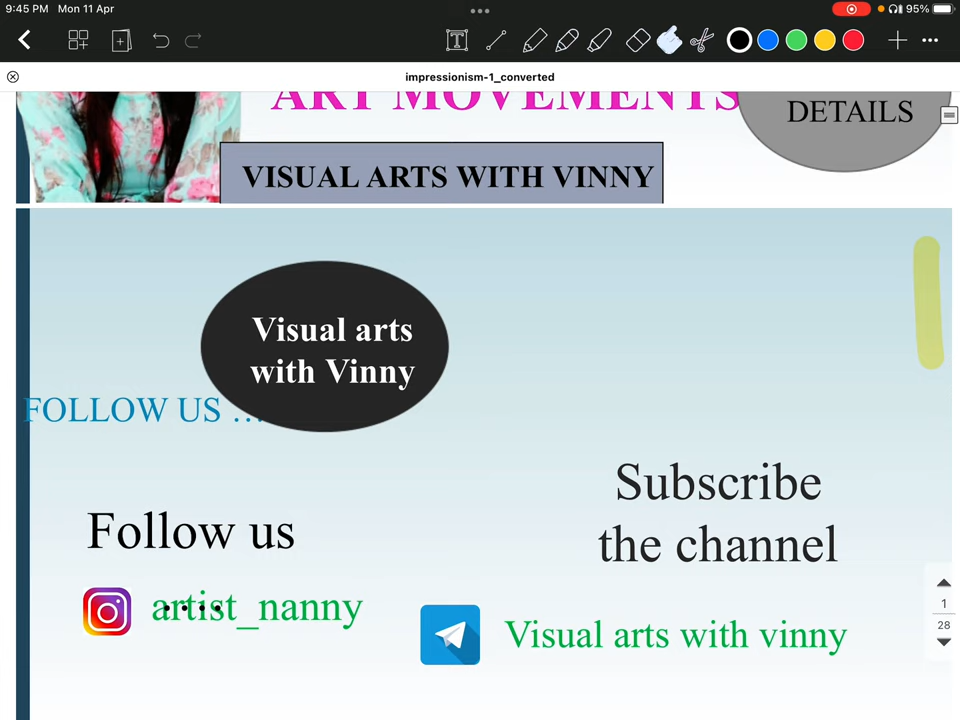 9:45 PM Mon 11 Apr
95%
impressionism-1_converted
ART MOVEMENTS
DETAILS
VISUAL ARTS WITH VINNY
Visual arts
with Vinny
FOLLOW US ...
Subscribe
the channel
Follow us
....
artist_nanny
Visual arts with vinny
1
28